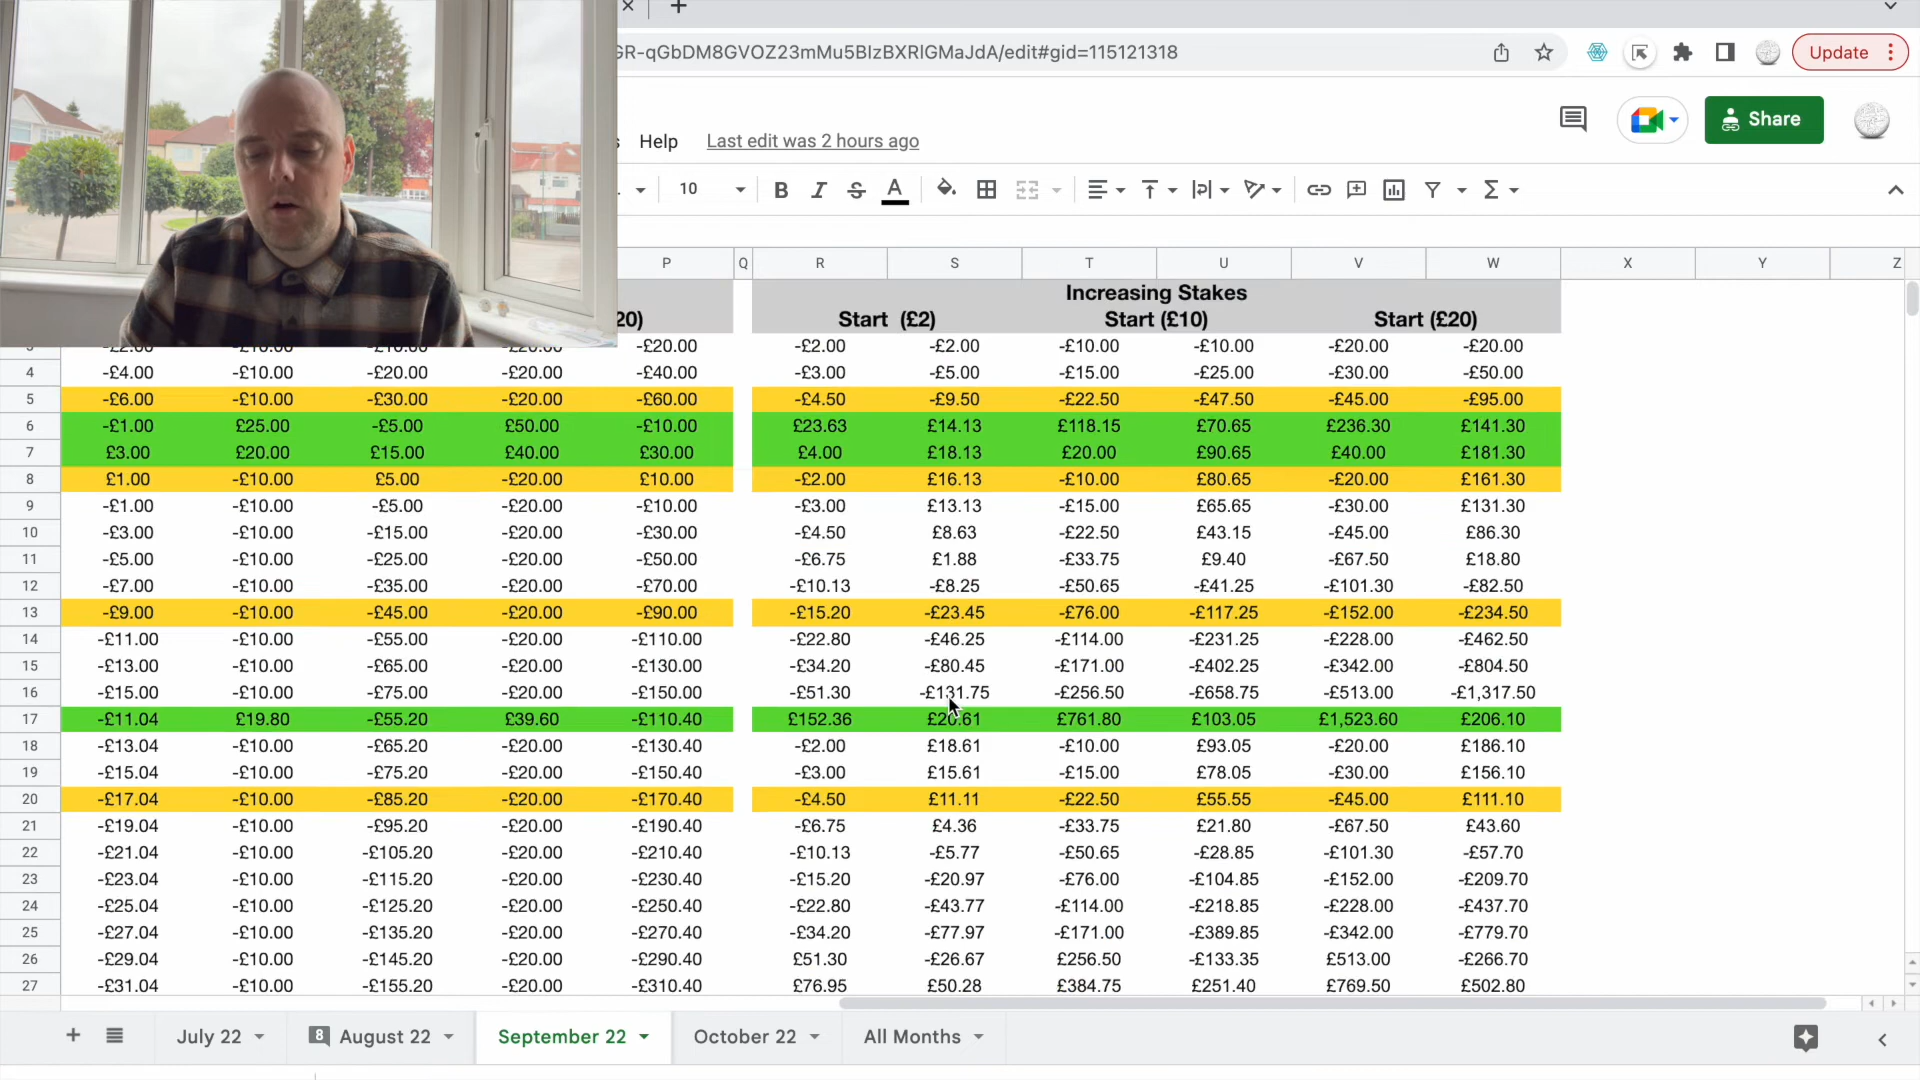 GR-qGbDM8GVOZ23mMu5BIzBXRIGMaJdA/edit#gid=115121318 Update
Help Last edit was 2 hours ago Share
10 B I S A
P Q R S T U V W X Y Z
Increasing Stakes
20) Start (£2) Start (£10) Start (£20)
3 -£2.00 -£10.00 -£10.00 -£20.00 -£20.00 -£2.00 -£2.00 -£10.00 -£10.00 -£20.00 -£20.00
4 -£4.00 -£10.00 -£20.00 -£20.00 -£40.00 -£3.00 -£5.00 -£15.00 -£25.00 -£30.00 -£50.00
5 -£6.00 -£10.00 -£30.00 -£20.00 -£60.00 -£4.50 -£9.50 -£22.50 -£47.50 -£45.00 -£95.00
6 -£1.00 £25.00 -£5.00 £50.00 -£10.00 £23.63 £14.13 £118.15 £70.65 £236.30 £141.30
7 £3.00 £20.00 £15.00 £40.00 £30.00 £4.00 £18.13 £20.00 £90.65 £40.00 £181.30
8 £1.00 -£10.00 £5.00 -£20.00 £10.00 -£2.00 £16.13 -£10.00 £80.65 -£20.00 £161.30
9 -£1.00 -£10.00 -£5.00 -£20.00 -£10.00 -£3.00 £13.13 -£15.00 £65.65 -£30.00 £131.30
10 -£3.00 -£10.00 -£15.00 -£20.00 -£30.00 -£4.50 £8.63 -£22.50 £43.15 -£45.00 £86.30
11 -£5.00 -£10.00 -£25.00 -£20.00 -£50.00 -£6.75 £1.88 -£33.75 £9.40 -£67.50 £18.80
12 -£7.00 -£10.00 -£35.00 -£20.00 -£70.00 -£10.13 -£8.25 -£50.65 -£41.25 -£101.30 -£82.50
13 -£9.00 -£10.00 -£45.00 -£20.00 -£90.00 -£15.20 -£23.45 -£76.00 -£117.25 -£152.00 -£234.50
14 -£11.00 -£10.00 -£55.00 -£20.00 -£110.00 -£22.80 -£46.25 -£114.00 -£231.25 -£228.00 -£462.50
15 -£13.00 -£10.00 -£65.00 -£20.00 -£130.00 -£34.20 -£80.45 -£171.00 -£402.25 -£342.00 -£804.50
16 -£15.00 -£10.00 -£75.00 -£20.00 -£150.00 -£51.30 -£131.75 -£256.50 -£658.75 -£513.00 -£1,317.50
17 -£11.04 £19.80 -£55.20 £39.60 -£110.40 £152.36 £20.61 £761.80 £103.05 £1,523.60 £206.10
18 -£13.04 -£10.00 -£65.20 -£20.00 -£130.40 -£2.00 £18.61 -£10.00 £93.05 -£20.00 £186.10
19 -£15.04 -£10.00 -£75.20 -£20.00 -£150.40 -£3.00 £15.61 -£15.00 £78.05 -£30.00 £156.10
20 -£17.04 -£10.00 -£85.20 -£20.00 -£170.40 -£4.50 £11.11 -£22.50 £55.55 -£45.00 £111.10
21 -£19.04 -£10.00 -£95.20 -£20.00 -£190.40 -£6.75 £4.36 -£33.75 £21.80 -£67.50 £43.60
22 -£21.04 -£10.00 -£105.20 -£20.00 -£210.40 -£10.13 -£5.77 -£50.65 -£28.85 -£101.30 -£57.70
23 -£23.04 -£10.00 -£115.20 -£20.00 -£230.40 -£15.20 -£20.97 -£76.00 -£104.85 -£152.00 -£209.70
24 -£25.04 -£10.00 -£125.20 -£20.00 -£250.40 -£22.80 -£43.77 -£114.00 -£218.85 -£228.00 -£437.70
25 -£27.04 -£10.00 -£135.20 -£20.00 -£270.40 -£34.20 -£77.97 -£171.00 -£389.85 -£342.00 -£779.70
26 -£29.04 -£10.00 -£145.20 -£20.00 -£290.40 £51.30 -£26.67 £256.50 -£133.35 £513.00 -£266.70
27 -£31.04 -£10.00 -£155.20 -£20.00 -£310.40 £76.95 £50.28 £384.75 £251.40 £769.50 £502.80
July 22 8 August 22 September 22 October 22 All Months